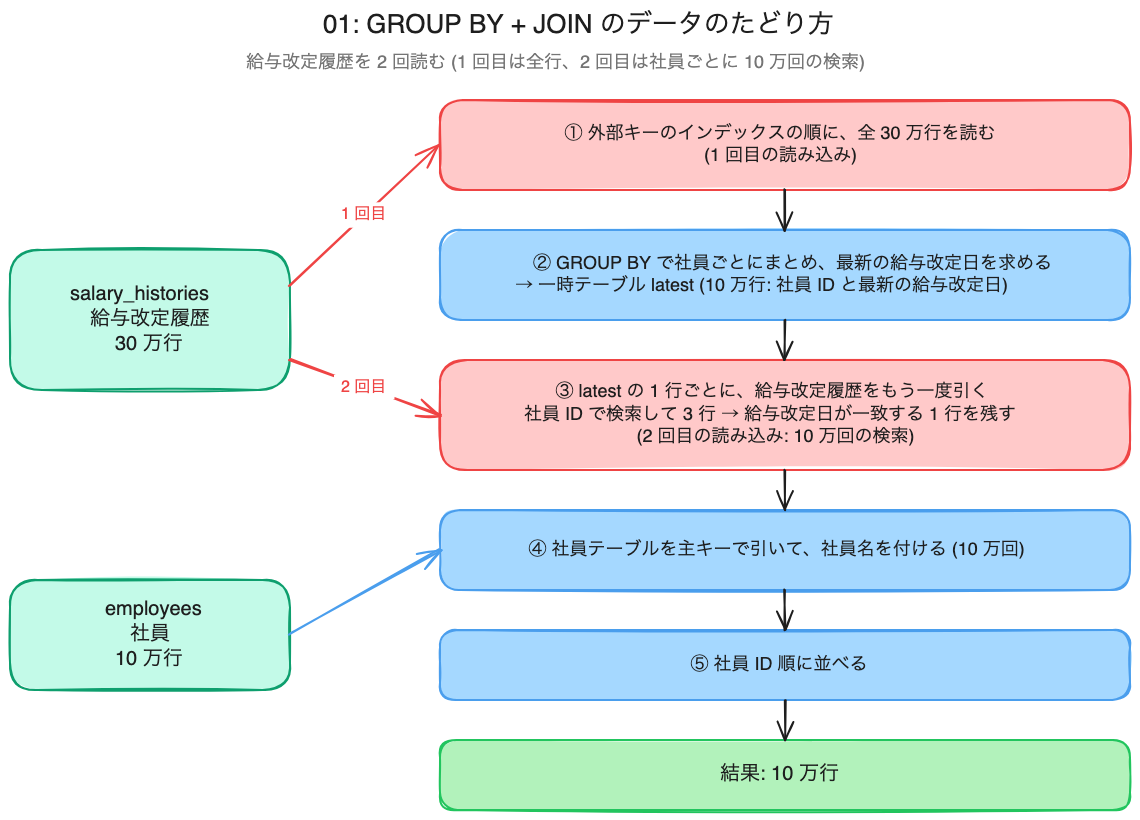 01: GROUP BY + JOIN のデータのたどり方
給与改定履歴を 2 回読む (1 回目は全行、2 回目は社員ごとに 10 万回の検索)
① 外部キーのインデックスの順に、全 30 万行を読む
(1 回目の読み込み)
1 回目
② GROUP BY で社員ごとにまとめ、最新の給与改定日を求める
→ 一時テーブル latest (10 万行: 社員 ID と最新の給与改定日)
salary_histories
給与改定履歴
30 万行
2 回目
③ latest の 1 行ごとに、給与改定履歴をもう一度引く
社員 ID で検索して 3 行 → 給与改定日が一致する 1 行を残す
(2 回目の読み込み: 10 万回の検索)
④ 社員テーブルを主キーで引いて、社員名を付ける (10 万回)
employees
社員
10 万行
⑤ 社員 ID 順に並べる
結果: 10 万行